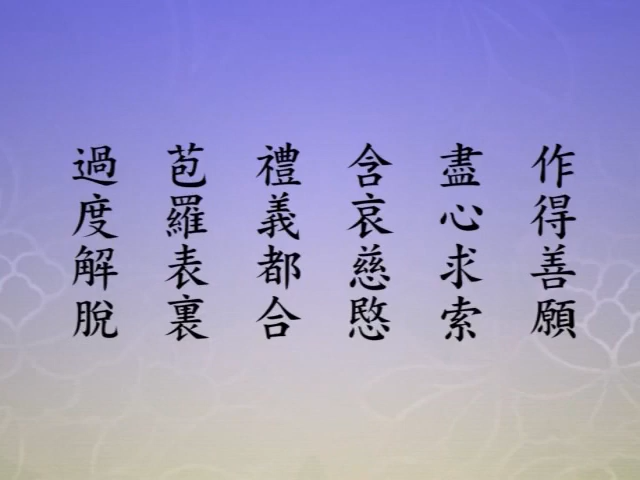 作得善願
盡心求索
含哀慈愍
禮義都合
苞羅表裏
過度解脫